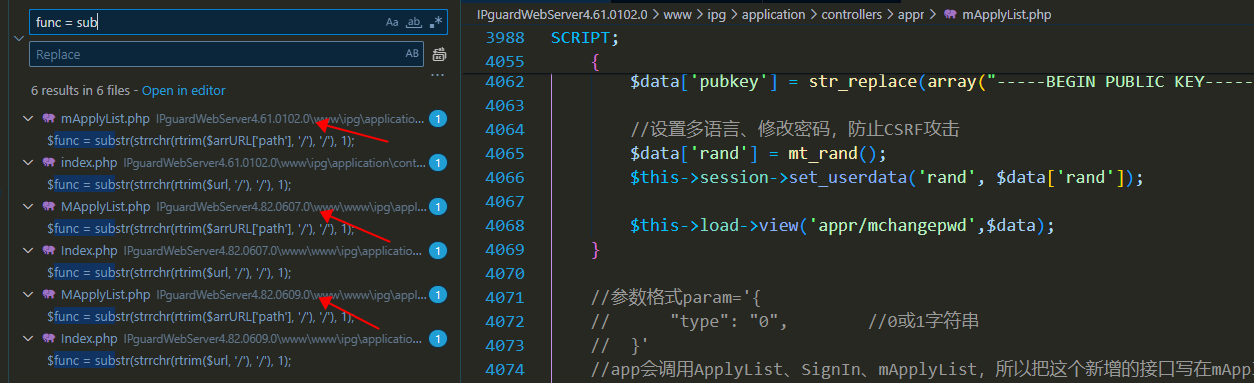 func = sub
Aa ab .*
Replace
AB
6 results in 6 files - Open in editor
mApplyList.php IPguardWebServer4.61.0102.0\www\ipg\application... 1
$func = substr(strrchr(rtrim($arrURL['path'], '/'), '/'), 1);
index.php IPguardWebServer4.61.0102.0\www\ipg\application\cont... 1
$func = substr(strrchr(rtrim($url, '/'), '/'), 1);
MApplyList.php IPguardWebServer4.82.0607.0\www\www\ipg\appl... 1
$func = substr(strrchr(rtrim($arrURL['path'], '/'), '/'), 1);
Index.php IPguardWebServer4.82.0607.0\www\www\ipg\applicatio... 1
$func = substr(strrchr(rtrim($url, '/'), '/'), 1);
MApplyList.php IPguardWebServer4.82.0609.0\www\www\ipg\appl... 1
$func = substr(strrchr(rtrim($arrURL['path'], '/'), '/'), 1);
Index.php IPguardWebServer4.82.0609.0\www\www\ipg\applicatio... 1
$func = substr(strrchr(rtrim($url, '/'), '/'), 1);
IPguardWebServer4.61.0102.0 > www > ipg > application > controllers > appr > mApplyList.php
3988 SCRIPT;
4055 {
4062 $data['pubkey'] = str_replace(array("-----BEGIN PUBLIC KEY-----
4063
4064 //设置多语言、修改密码，防止CSRF攻击
4065 $data['rand'] = mt_rand();
4066 $this->session->set_userdata('rand', $data['rand']);
4067
4068 $this->load->view('appr/mchangepwd',$data);
4069 }
4070
4071 //参数格式param='{
4072 // "type": "0", //0或1字符串
4073 // }'
4074 //app会调用ApplyList、SignIn、mApplyList，所以把这个新增的接口写在mApp